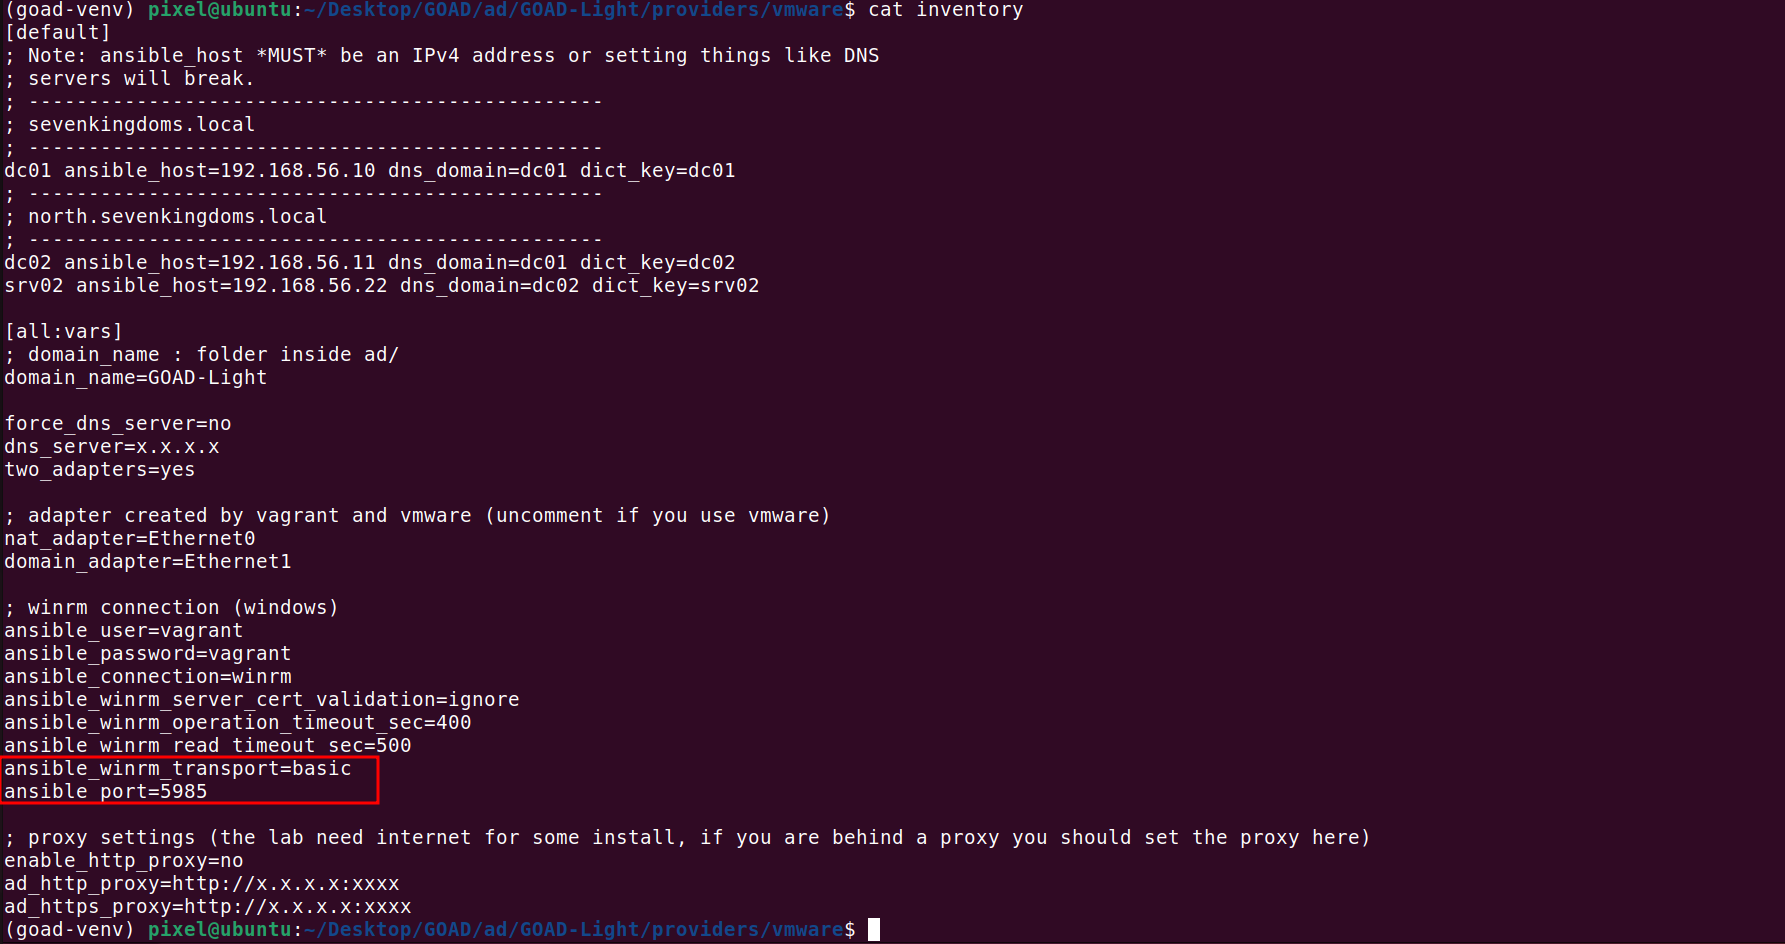 (goad-venv) pixel@ubuntu:~/Desktop/GOAD/ad/GOAD-Light/providers/vmware$ cat inventory
[default]
; Note: ansible_host *MUST* be an IPv4 address or setting things like DNS
; servers will break.
; ------------------------------------------------
; sevenkingdoms.local
; ------------------------------------------------
dc01 ansible_host=192.168.56.10 dns_domain=dc01 dict_key=dc01
; ------------------------------------------------
; north.sevenkingdoms.local
; ------------------------------------------------
dc02 ansible_host=192.168.56.11 dns_domain=dc01 dict_key=dc02
srv02 ansible_host=192.168.56.22 dns_domain=dc02 dict_key=srv02

[all:vars]
; domain_name : folder inside ad/
domain_name=GOAD-Light

force_dns_server=no
dns_server=x.x.x.x
two_adapters=yes

; adapter created by vagrant and vmware (uncomment if you use vmware)
nat_adapter=Ethernet0
domain_adapter=Ethernet1

; winrm connection (windows)
ansible_user=vagrant
ansible_password=vagrant
ansible_connection=winrm
ansible_winrm_server_cert_validation=ignore
ansible_winrm_operation_timeout_sec=400
ansible_winrm_read_timeout_sec=500
ansible_winrm_transport=basic
ansible_port=5985

; proxy settings (the lab need internet for some install, if you are behind a proxy you should set the proxy here)
enable_http_proxy=no
ad_http_proxy=http://x.x.x.x:xxxx
ad_https_proxy=http://x.x.x.x:xxxx
(goad-venv) pixel@ubuntu:~/Desktop/GOAD/ad/GOAD-Light/providers/vmware$